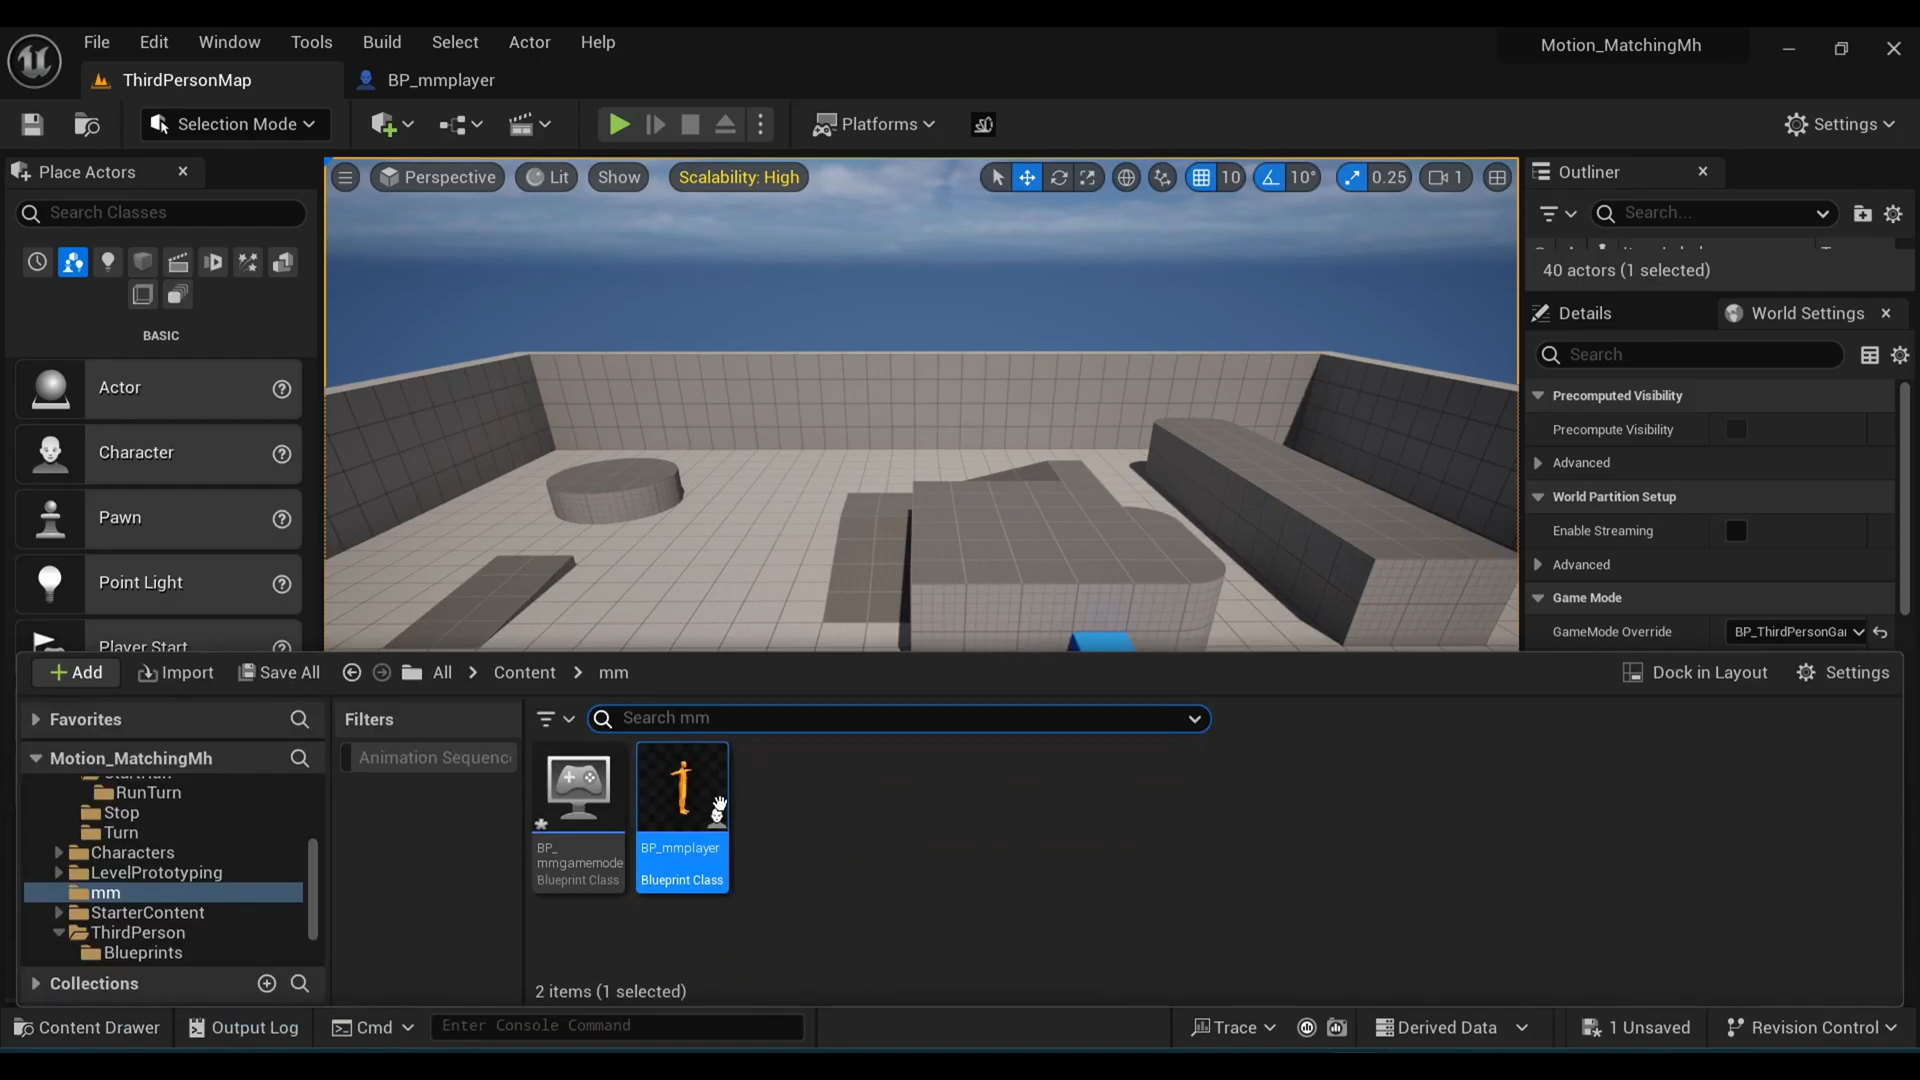 File Edit Window Tools Build Select Actor Help
Motion_MatchingMh
ThirdPersonMap
BP_mmplayer
Selection Mode
Platforms
Settings
Place Actors
Search Classes
BASIC
Actor
Character
Pawn
Point Light
Player Start
Perspective
Lit
Show
Scalability: High
10
10°
0.25
1
Outliner
Search...
40 actors (1 selected)
Details
World Settings
Search
Precomputed Visibility
Precompute Visibility
Advanced
World Partition Setup
Enable Streaming
Advanced
Game Mode
GameMode Override
BP_ThirdPersonGa
Add
Import
Save All
All
Content
mm
Dock in Layout
Settings
Favorites
Motion_MatchingMh
RunTurn
Stop
Turn
Characters
LevelPrototyping
mm
StarterContent
ThirdPerson
Blueprints
Collections
Filters
Animation Sequenc
Search mm
BP_
mmgamemode
Blueprint Class
BP_mmplayer
Blueprint Class
2 items (1 selected)
Content Drawer
Output Log
Cmd
Enter Console Command
Trace
Derived Data
1 Unsaved
Revision Control